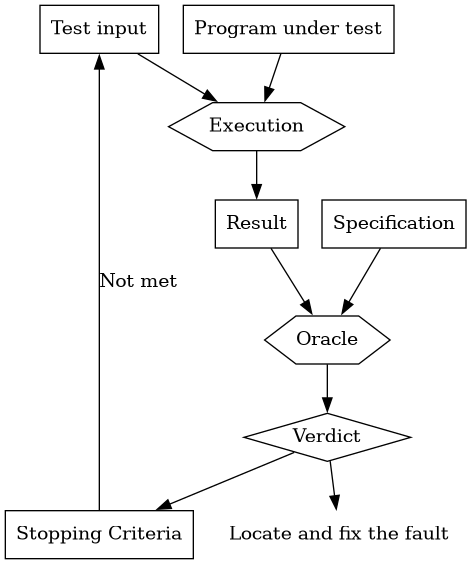 Test input
Program under test
Execution
Result
Specification
Not met
Oracle
Verdict
Stopping Criteria
Locate and fix the fault